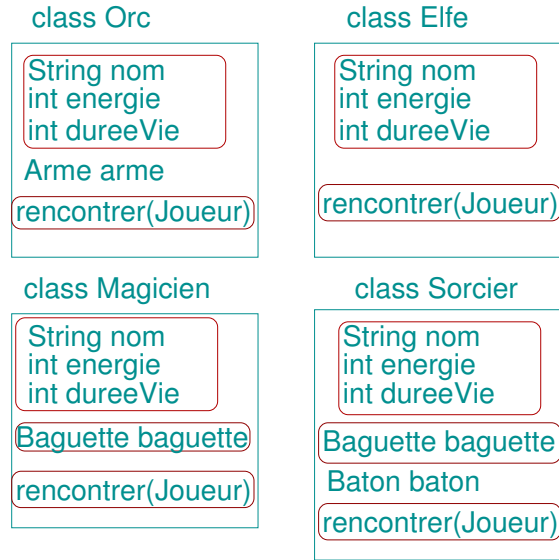 class Orc
String nom
int energie
int dureeVie
Arme arme
rencontrer(Joueur)
class Elfe
String nom
int energie
int dureeVie
rencontrer(Joueur)
class Magicien
String nom
int energie
int dureeVie
Baguette baguette
rencontrer(Joueur)
class Sorcier
String nom
int energie
int dureeVie
Baguette baguette
Baton baton
rencontrer(Joueur)